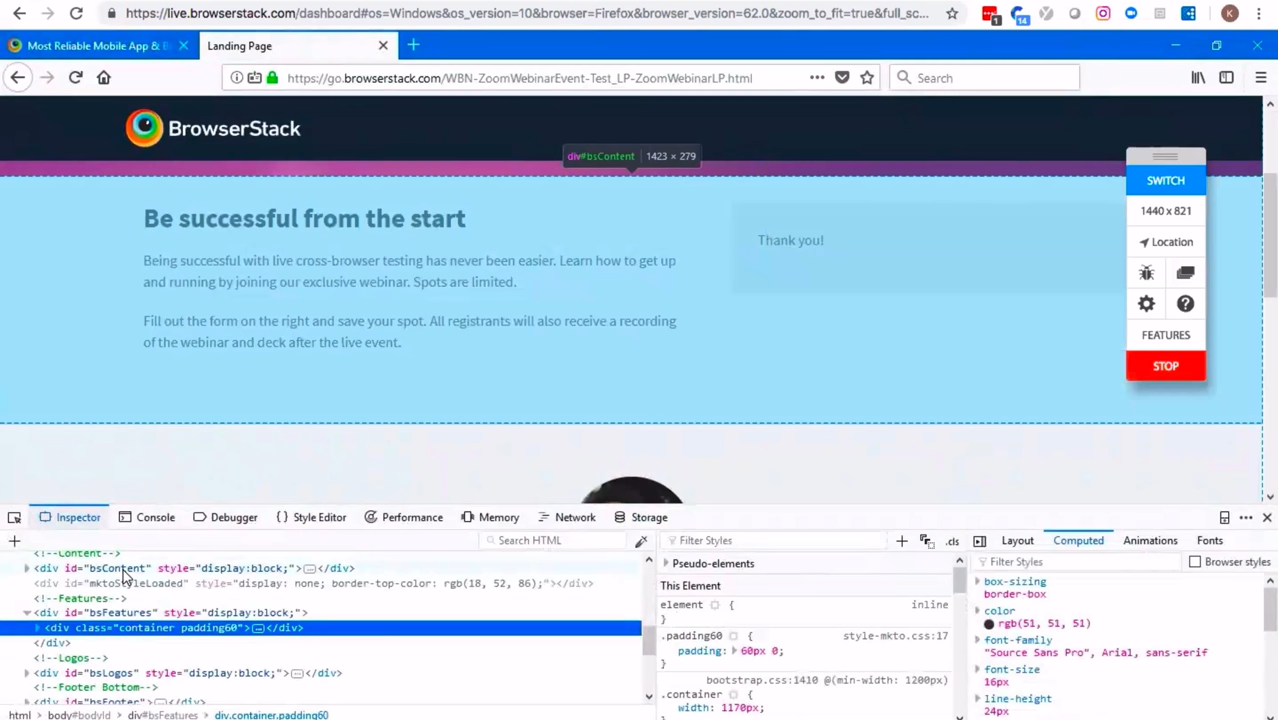 https://live.browserstack.com/dashboard#os=Windows&os_version=10&browser=Firefox&browser_version=62.0&zoom_to_fit=true&full_sc...
1
14
K
Most Reliable Mobile App & B
Landing Page
https://go.browserstack.com/WBN-ZoomWebinarEvent-Test_LP-ZoomWebinarLP.html
Search
BrowserStack
div#bsContent | 1423 × 279
SWITCH
1440 x 821
Location
FEATURES
STOP
Be successful from the start
Thank you!
Being successful with live cross-browser testing has never been easier. Learn how to get up
and running by joining our exclusive webinar. Spots are limited.
Fill out the form on the right and save your spot. All registrants will also receive a recording
of the webinar and deck after the live event.
Inspector
Console
Debugger
Style Editor
Performance
Memory
Network
Storage
Search HTML
Filter Styles
.cls
Layout
Computed
Animations
Fonts
<!--Content-->
<div id="bsContent" style="display:block;"></div>
style="display: none; border-top-color: rgb(18, 52, 86);"></div>
<!--Features-->
<div id="bsFeatures" style="display:block;">
<div class="container padding60"></div>
</div>
<!--Logos-->
<div id="bsLogos" style="display:block;"></div>
<!--Footer Bottom-->
<div id="bsFooter"></div>
html
body#bodyId
div#bsFeatures
div.container.padding60
Pseudo-elements
This Element
element { inline
}
.padding60 { style-mkto.css:17
padding: 60px 0;
}
bootstrap.css:1410 @(min-width: 1200px)
.container {
width: 1170px;
Filter Styles
Browser styles
box-sizing
border-box
color
rgb(51, 51, 51)
font-family
"Source Sans Pro", Arial, sans-serif
font-size
16px
line-height
24px